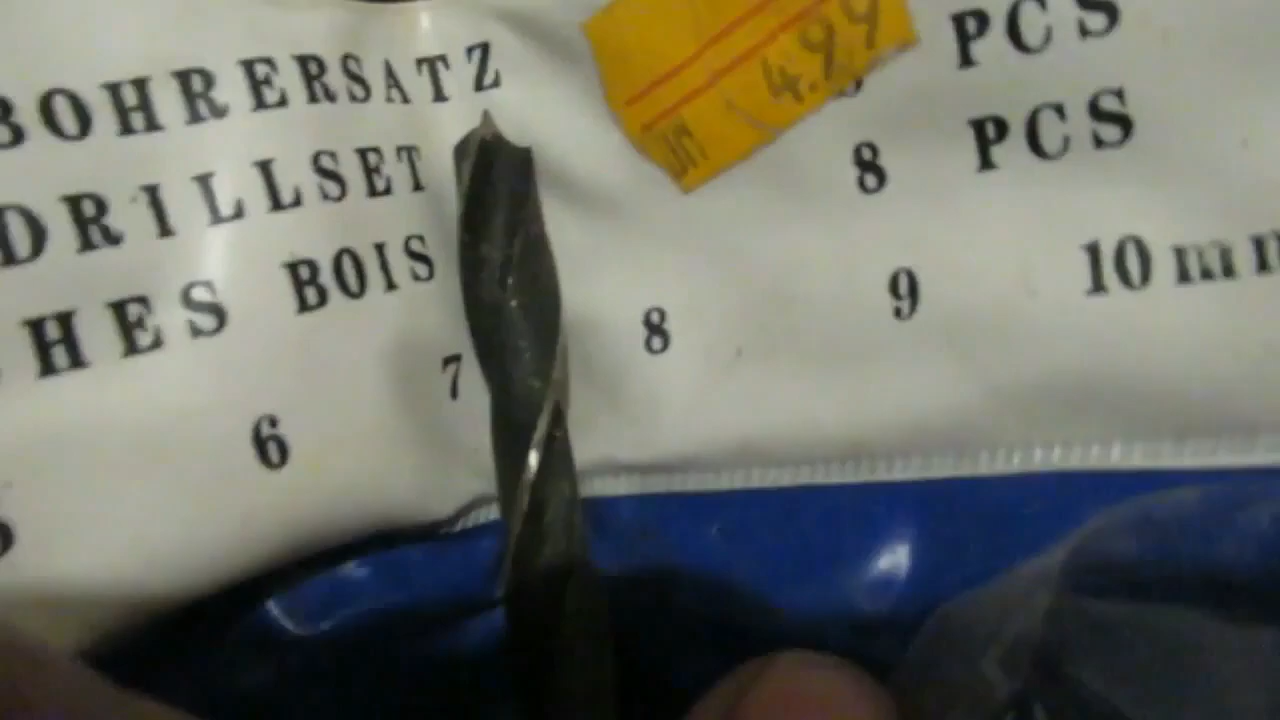 BOHRERSATZ
DRILLSET
HES BOIS
4.99
PCS
8 PCS
6 7 8 9 10 mm